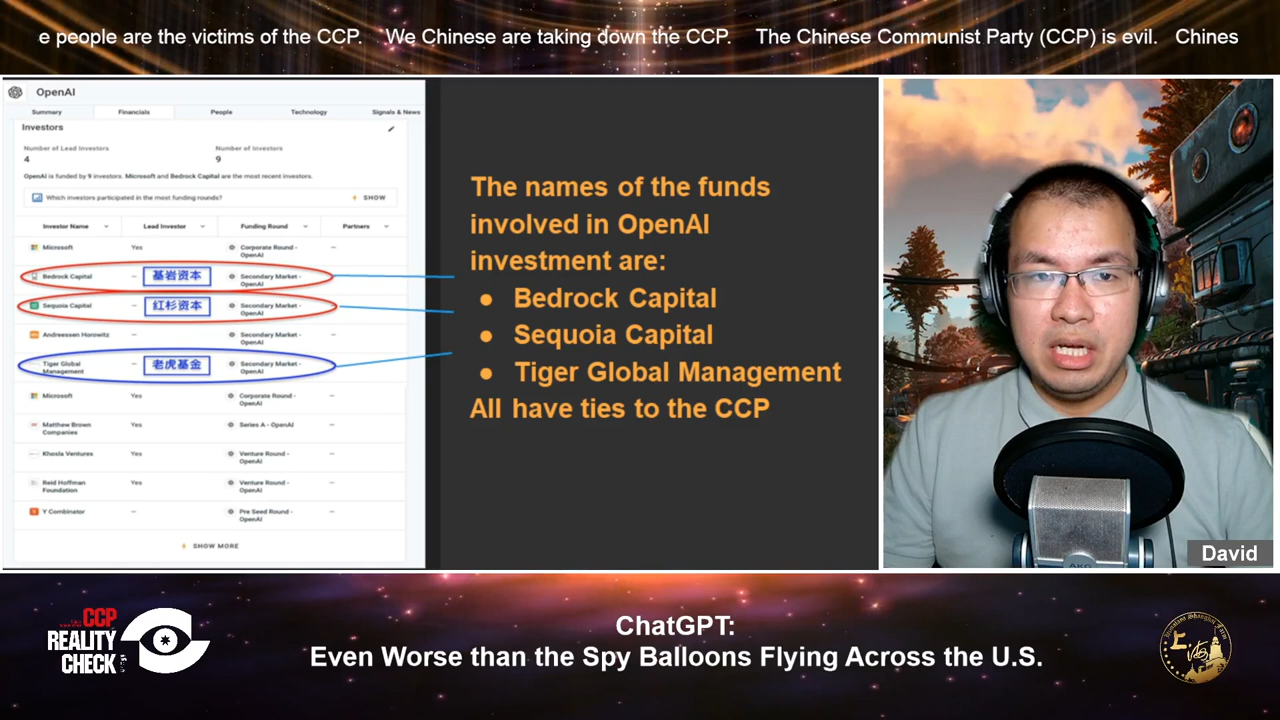 e people are the victims of the CCP. We Chinese are taking down the CCP. The Chinese Communist Party (CCP) is evil. Chines
OpenAI
Summary Financials People Technology Signals & News
Investors
Number of Lead Investors Number of Investors
4 9
OpenAI is funded by 9 investors. Microsoft and Bedrock Capital are the most recent investors.
Which investors participated in the most funding rounds? SHOW
Investor Name Lead Investor Funding Round Partners
Microsoft Yes Corporate Round - OpenAI —
Bedrock Capital — 基岩资本 Secondary Market - OpenAI
Sequoia Capital — 红杉资本 Secondary Market - OpenAI
Andreessen Horowitz — Secondary Market - OpenAI —
Tiger Global Management — 老虎基金 Secondary Market - OpenAI
Microsoft Yes Corporate Round - OpenAI —
Matthew Brown Companies Yes Series A - OpenAI —
Khosla Ventures Yes Venture Round - OpenAI —
Reid Hoffman Foundation Yes Venture Round - OpenAI —
Y Combinator — Pre Seed Round - OpenAI —
SHOW MORE
The names of the funds
involved in OpenAI
investment are:
● Bedrock Capital
● Sequoia Capital
● Tiger Global Management
All have ties to the CCP
AKG
David
CCP
REALITY
CHECK
ChatGPT:
Even Worse than the Spy Balloons Flying Across the U.S.